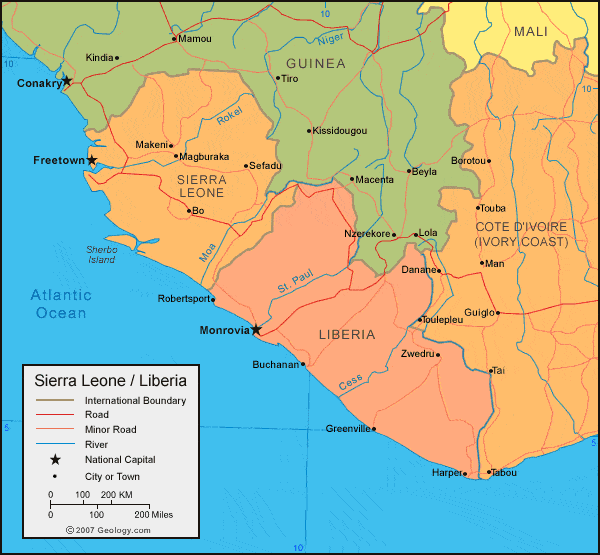 10
Mamou
Niger
MALI
Kindia
10
GUINEA
Conakry
Tiro
10
Rokel
Kissidougou
Makeni
Freetown
Magburaka
Sefadu
Borotou
Beyla
SIERRA
LEONE
Macenta
Bo
Touba
COTE D'IVOIRE
(IVORY COAST)
Nzerekore
Lola
Sherbo
Island
Moa
Man
Danane
St. Paul
Atlantic
Ocean
Robertsport
Guiglo
Monrovia
Toulepleu
LIBERIA
Zwedru
Buchanan
Tai
Cess
Sierra Leone / Liberia
International Boundary
Road
Minor Road
River
National Capital
City or Town
0 100 200 KM
0 100 200 Miles
© 2007 Geology.com
5
Greenville
5
Harper
Tabou
10